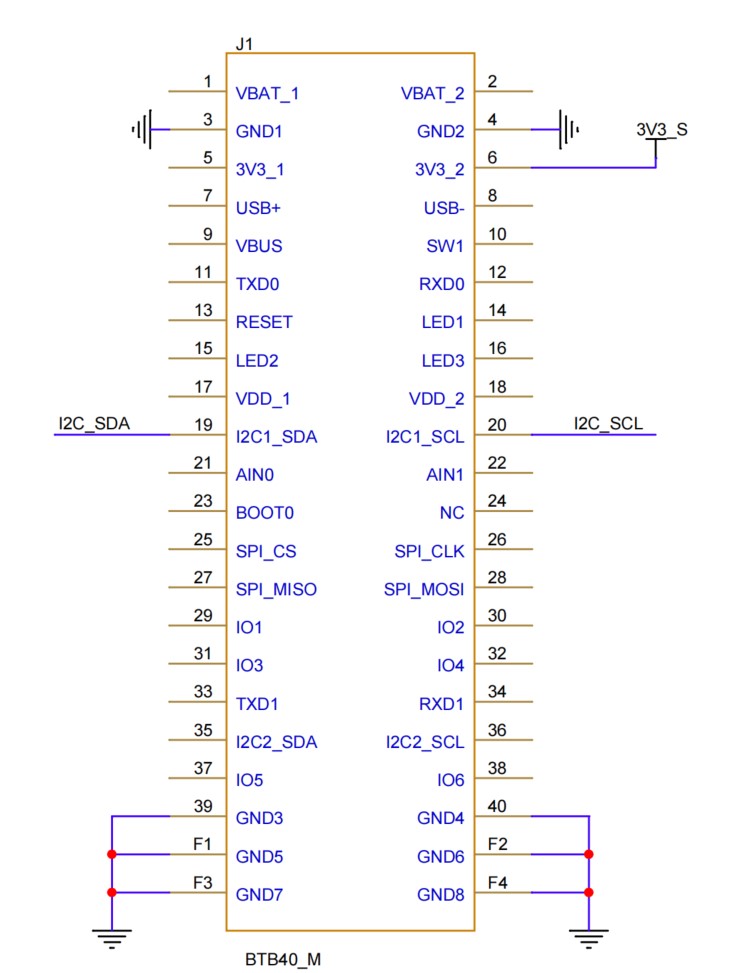 J1
1 VBAT_1 VBAT_2 2
3 GND1 GND2 4
3V3_S
5 3V3_1 3V3_2 6
7 USB+ USB- 8
9 VBUS SW1 10
11 TXD0 RXD0 12
13 RESET LED1 14
15 LED2 LED3 16
17 VDD_1 VDD_2 18
I2C_SDA 19 I2C1_SDA I2C1_SCL 20 I2C_SCL
21 AIN0 AIN1 22
23 BOOT0 NC 24
25 SPI_CS SPI_CLK 26
27 SPI_MISO SPI_MOSI 28
29 IO1 IO2 30
31 IO3 IO4 32
33 TXD1 RXD1 34
35 I2C2_SDA I2C2_SCL 36
37 IO5 IO6 38
39 GND3 GND4 40
F1 GND5 GND6 F2
F3 GND7 GND8 F4
BTB40_M